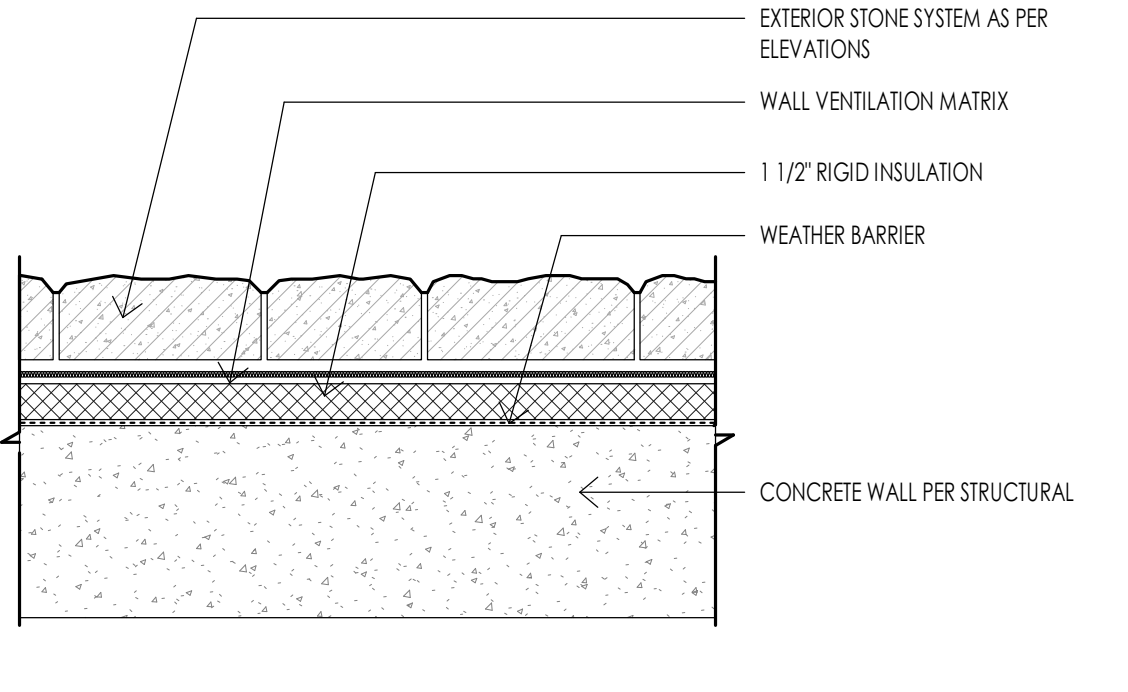 EXTERIOR STONE SYSTEM AS PER
ELEVATIONS
WALL VENTILATION MATRIX
1 1/2" RIGID INSULATION
WEATHER BARRIER
CONCRETE WALL PER STRUCTURAL